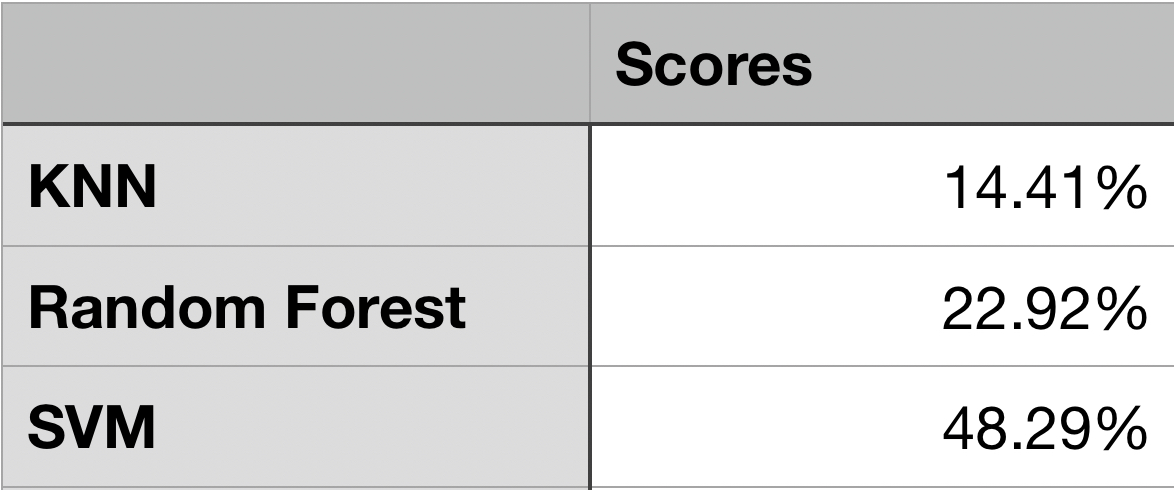 Scores
KNN 14.41%
Random Forest 22.92%
SVM 48.29%